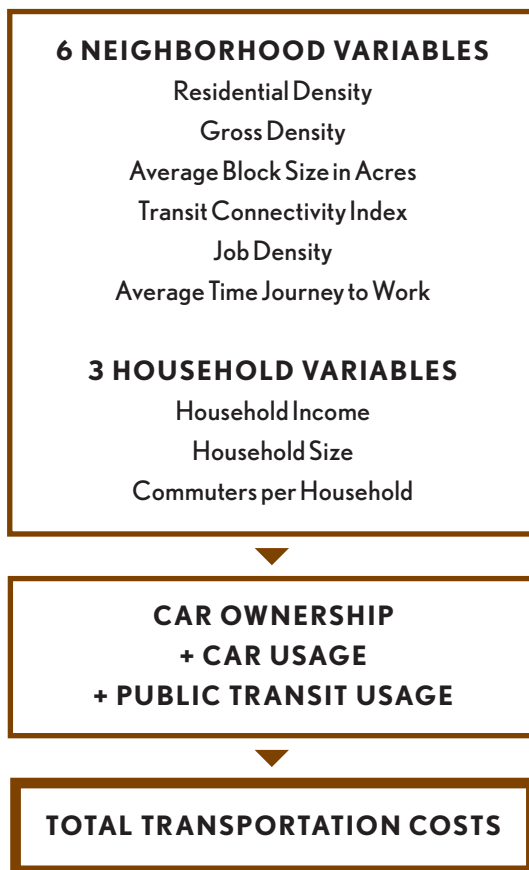 6 NEIGHBORHOOD VARIABLES
Residential Density
Gross Density
Average Block Size in Acres
Transit Connectivity Index
Job Density
Average Time Journey to Work
3 HOUSEHOLD VARIABLES
Household Income
Household Size
Commuters per Household
CAR OWNERSHIP
+ CAR USAGE
+ PUBLIC TRANSIT USAGE
TOTAL TRANSPORTATION COSTS